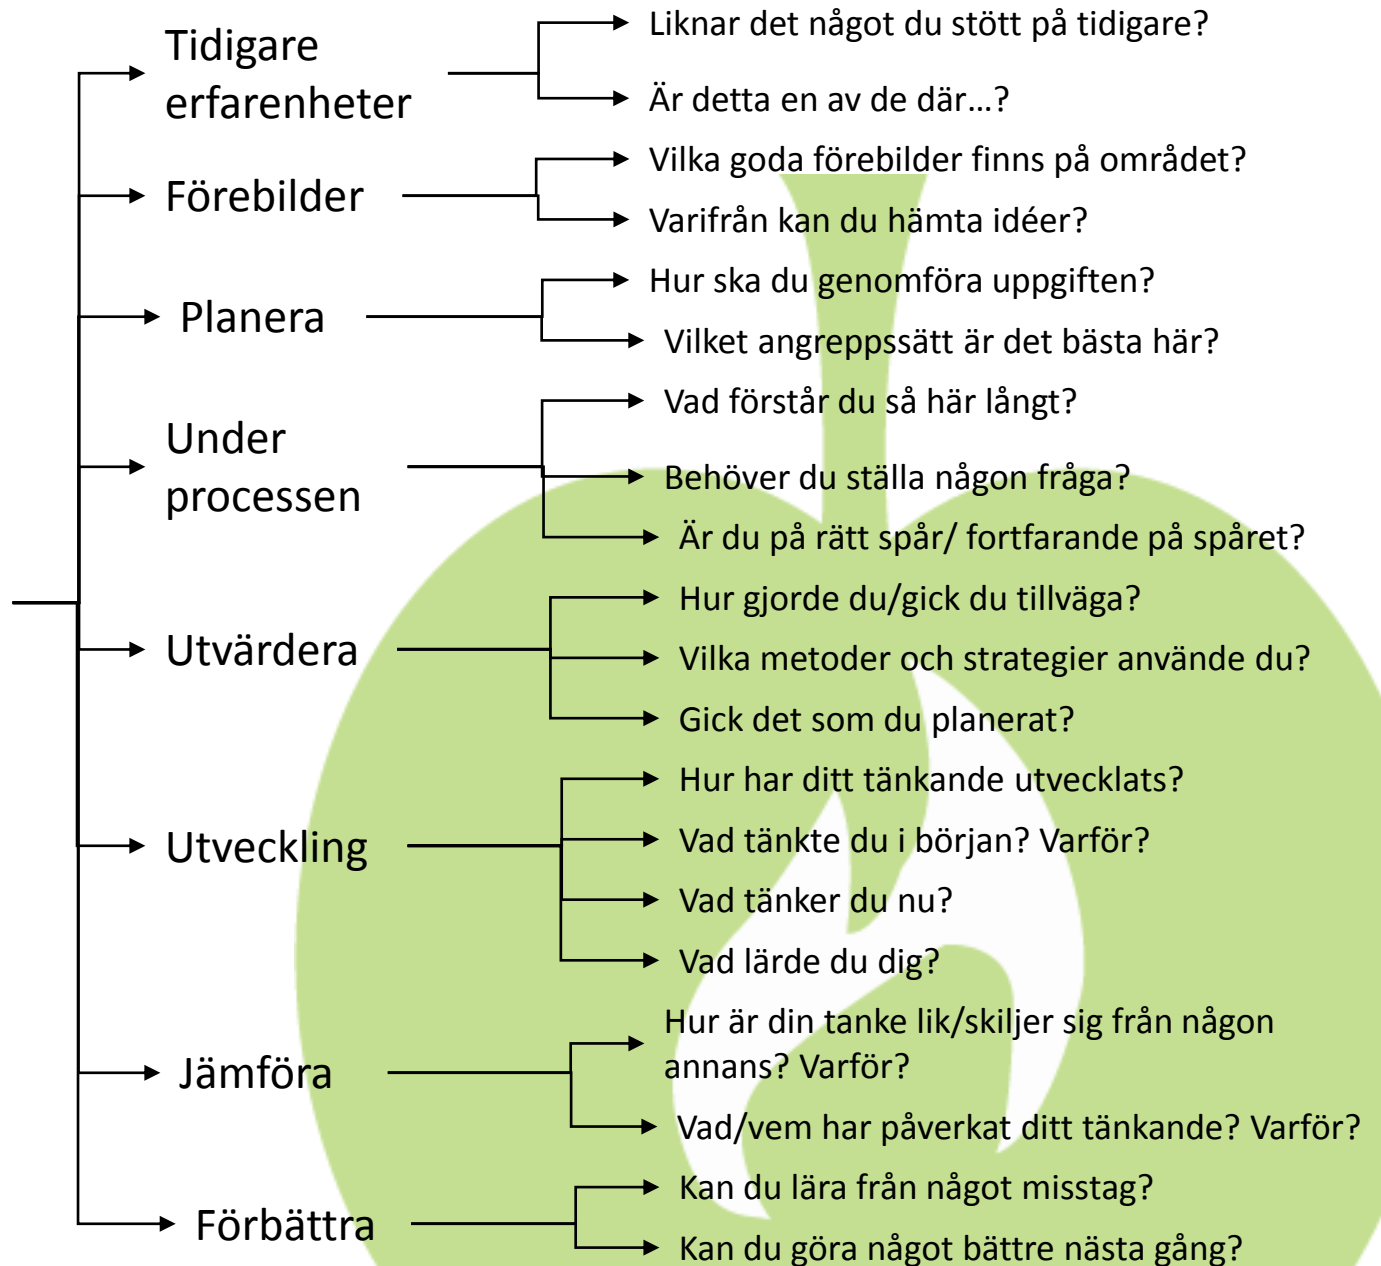 Tidigare
erfarenheter
Liknar det något du stött på tidigare?
Är detta en av de där…?
Förebilder
Vilka goda förebilder finns på området?
Varifrån kan du hämta idéer?
Planera
Hur ska du genomföra uppgiften?
Vilket angreppssätt är det bästa här?
Under
processen
Vad förstår du så här långt?
Behöver du ställa någon fråga?
Är du på rätt spår/ fortfarande på spåret?
Utvärdera
Hur gjorde du/gick du tillväga?
Vilka metoder och strategier använde du?
Gick det som du planerat?
Utveckling
Hur har ditt tänkande utvecklats?
Vad tänkte du i början? Varför?
Vad tänker du nu?
Vad lärde du dig?
Jämföra
Hur är din tanke lik/skiljer sig från någon
annans? Varför?
Vad/vem har påverkat ditt tänkande? Varför?
Förbättra
Kan du lära från något misstag?
Kan du göra något bättre nästa gång?